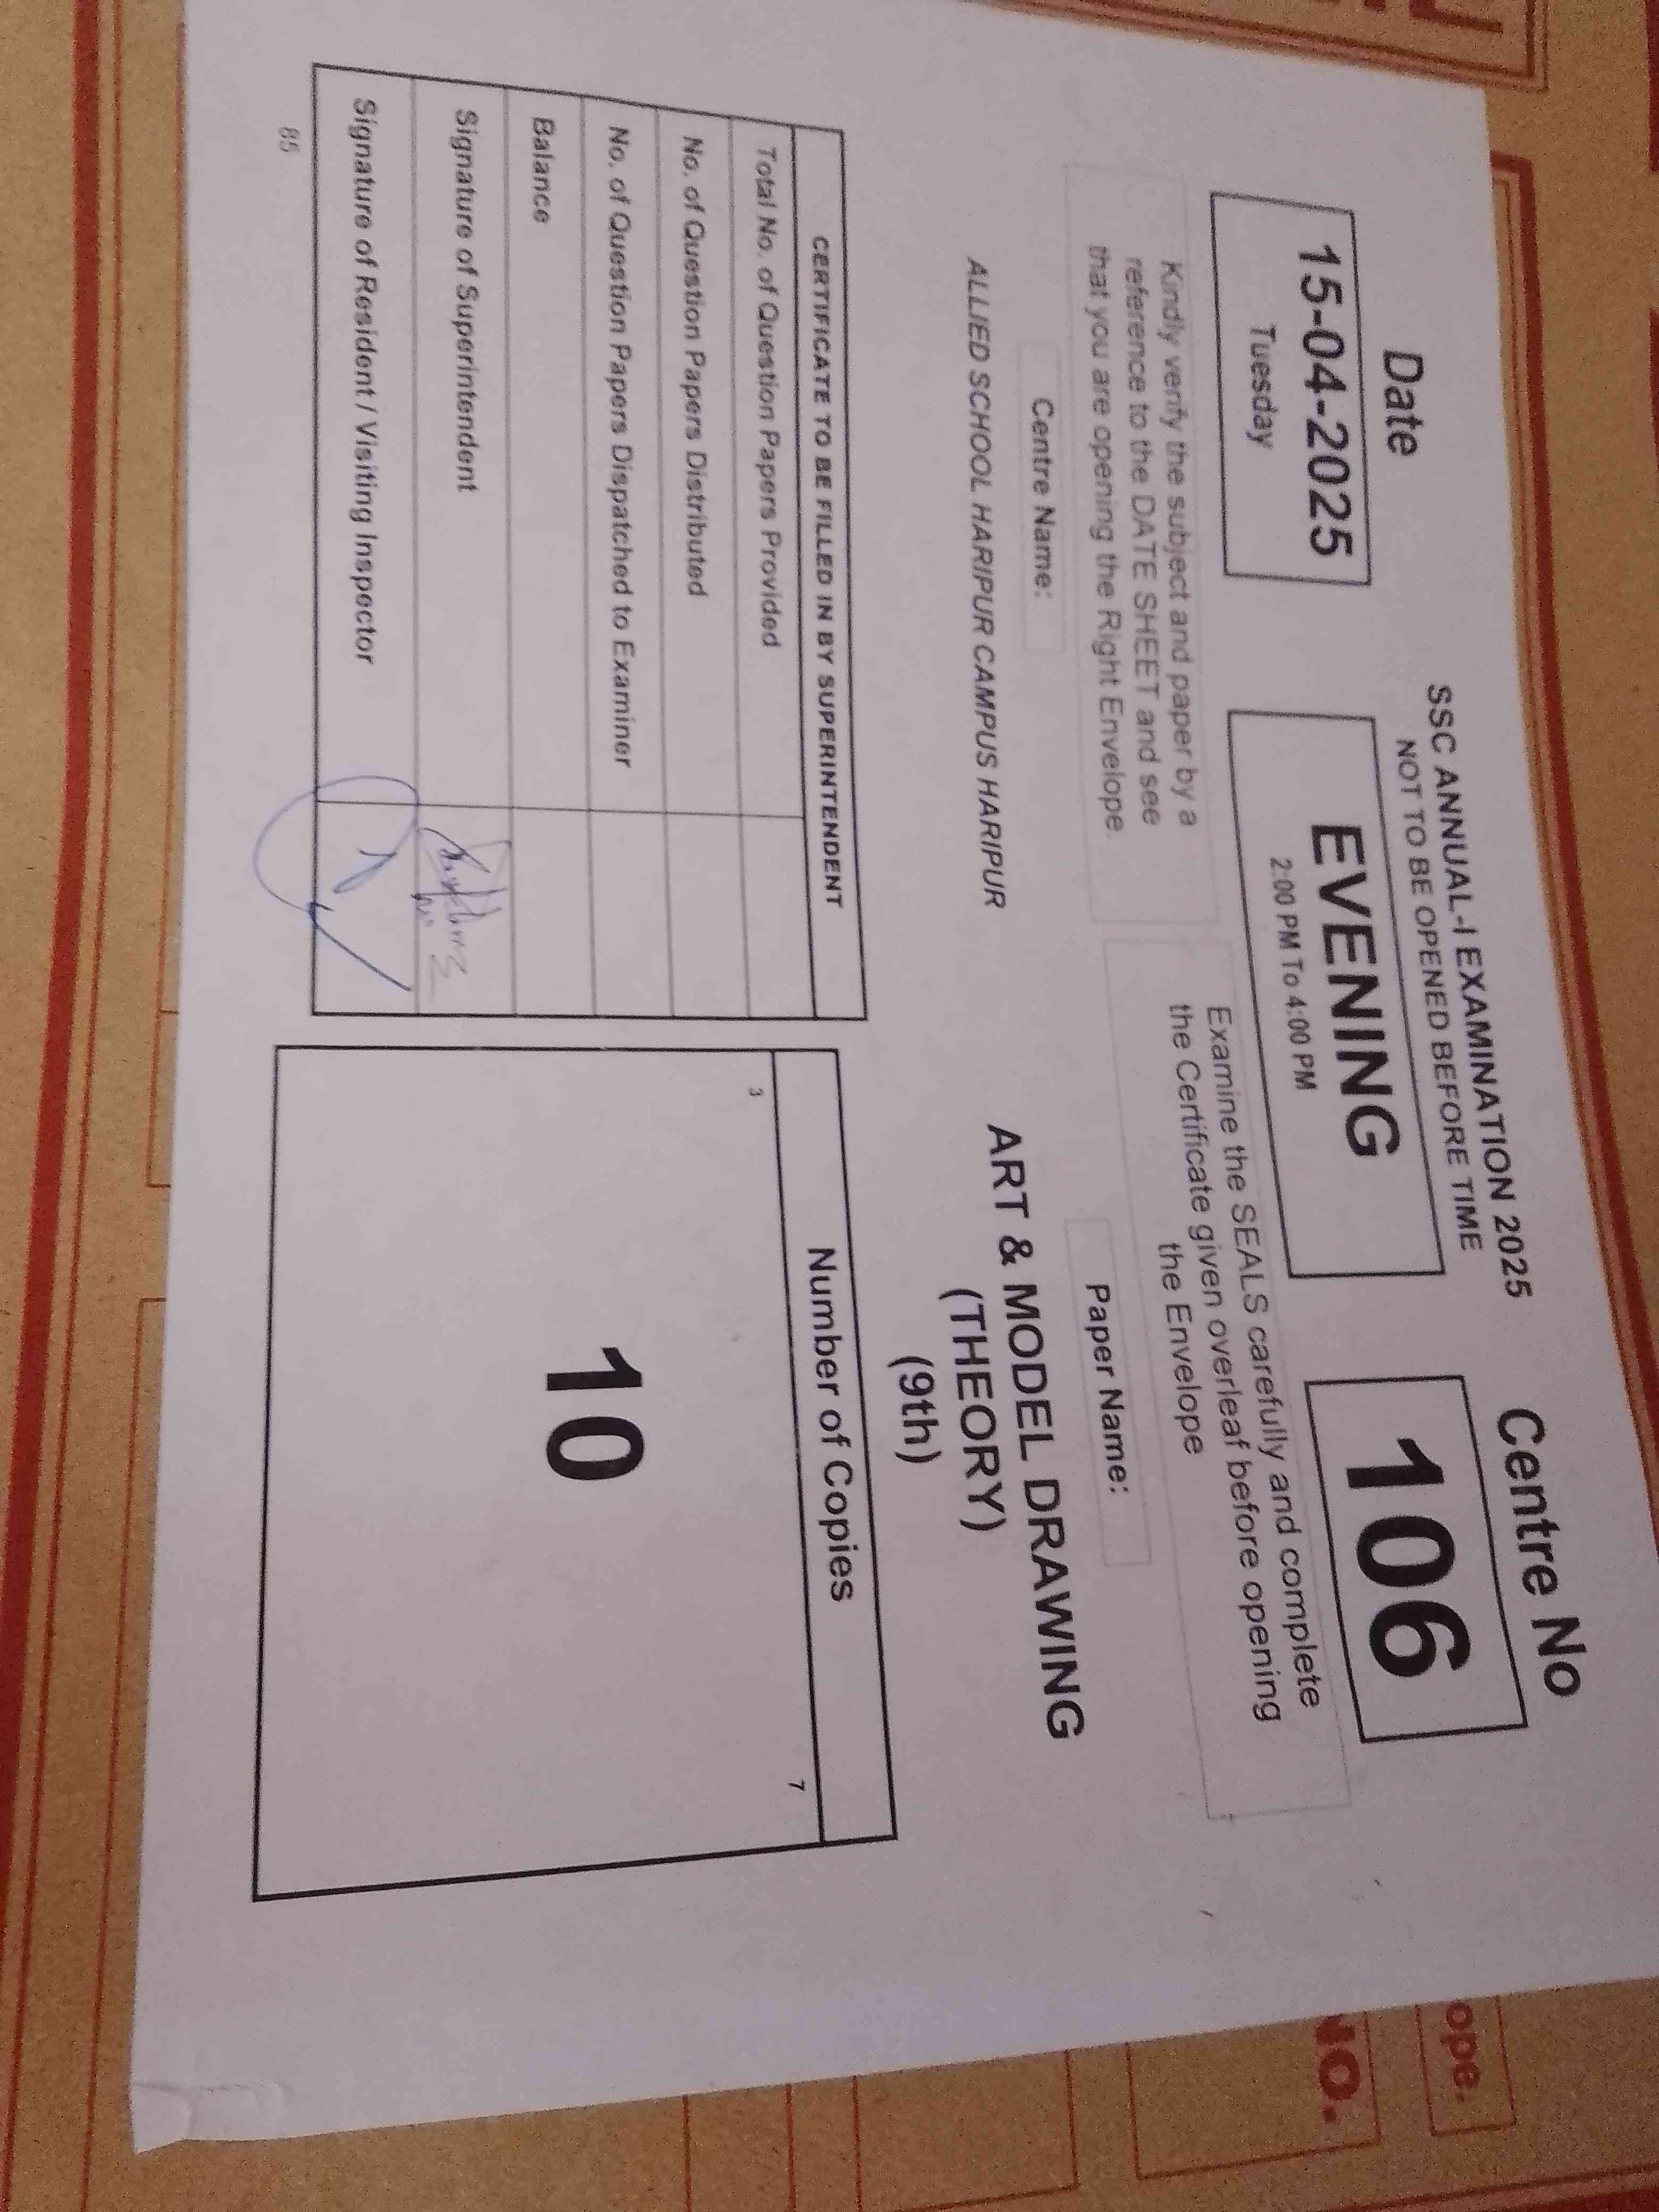 SSC ANNUAL-I EXAMINATION 2025
NOT TO BE OPENED BEFORE TIME
Date
15-04-2025
Tuesday
EVENING
2:00 PM To 4:00 PM
Centre No
106
Kindly verify the subject and paper by a
reference to the DATE SHEET and see
that you are opening the Right Envelope.
Examine the SEALS carefully and complete
the Certificate given overleaf before opening
the Envelope
Centre Name:
ALLIED SCHOOL HARIPUR CAMPUS HARIPUR
Paper Name:
ART & MODEL DRAWING
(THEORY)
(9th)
CERTIFICATE TO BE FILLED IN BY SUPERINTENDENT
Total No. of Question Papers Provided
No. of Question Papers Distributed
No. of Question Papers Dispatched to Examiner
Balance
Signature of Superintendent
Signature of Resident / Visiting Inspector
85
Number of Copies
3
7
10
ope.
NO.